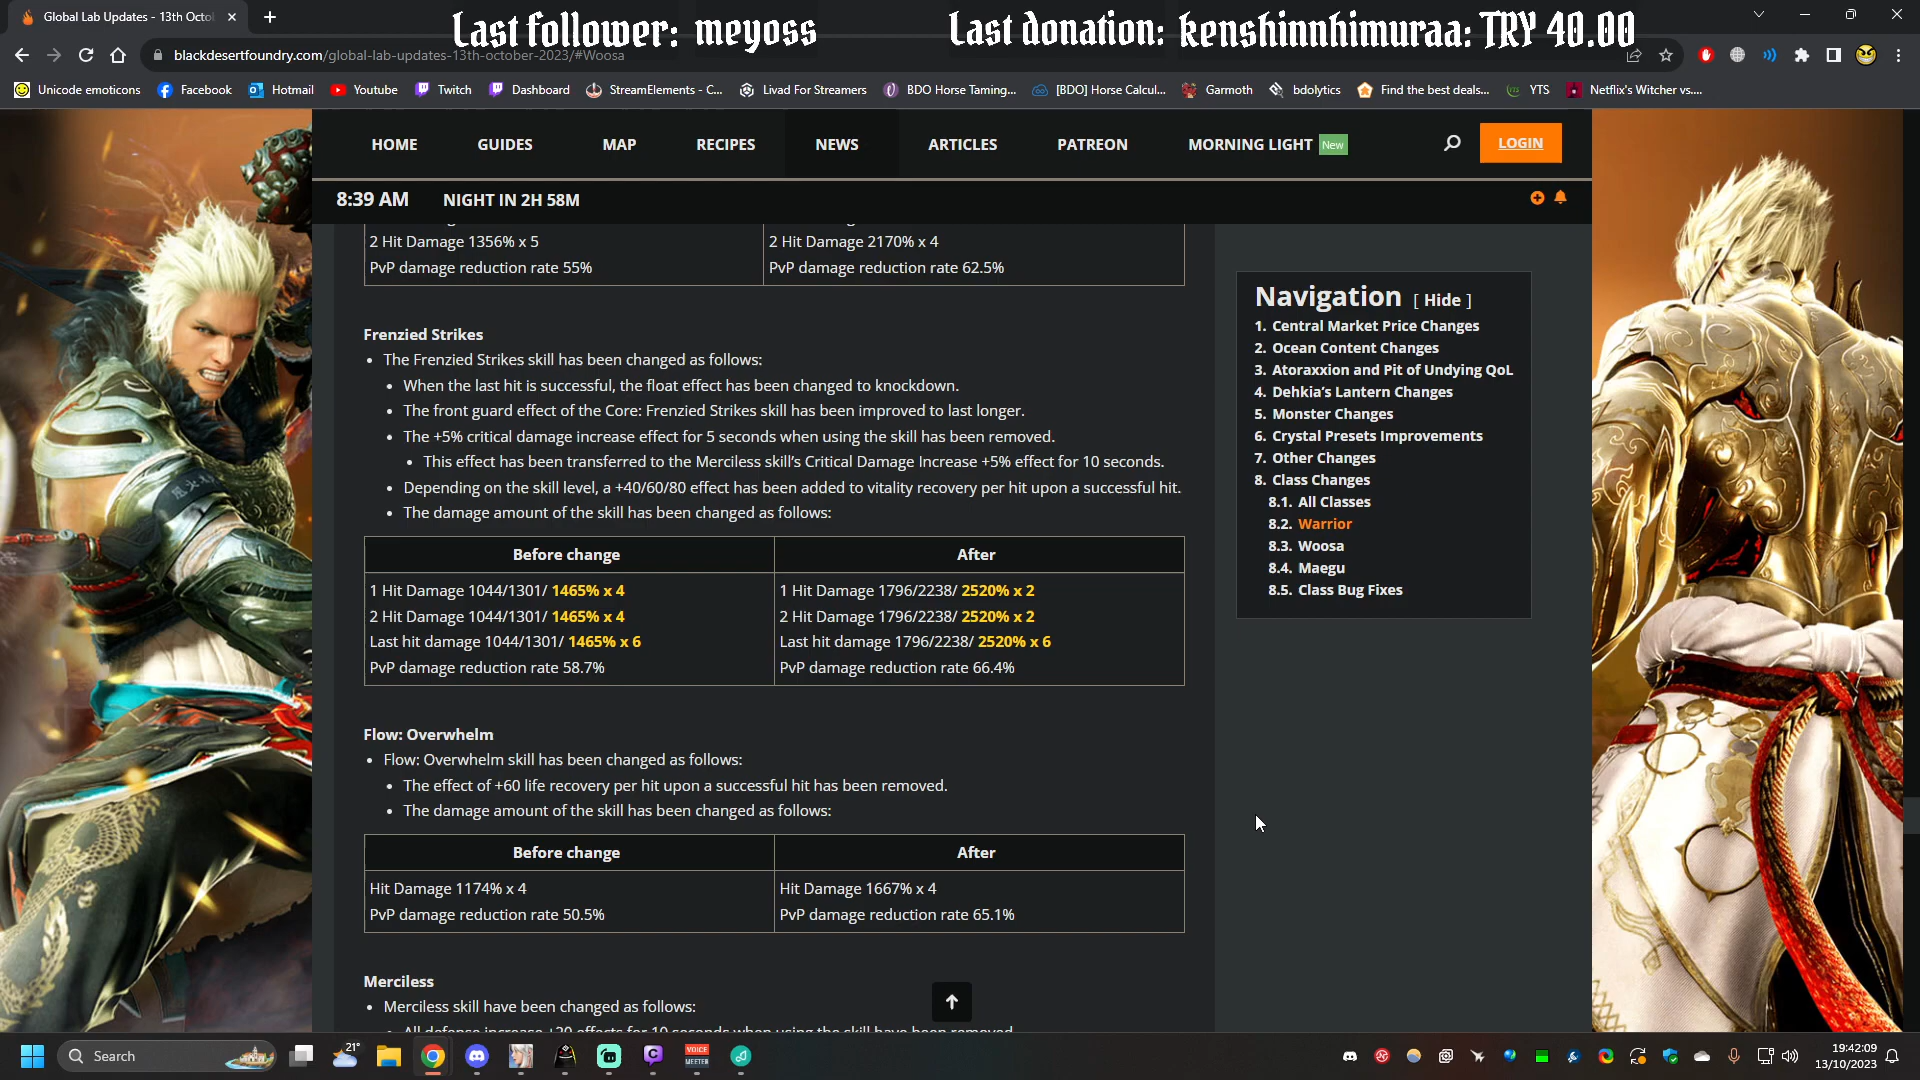 Global Lab Updates - 13th Octo
Last follower: meyoss
Last donation: kenshinnhimuraa: TRY 40.00
blackdesertfoundry.com/global-lab-updates-13th-october-2023/#Woosa
Unicode emoticons
Facebook
Hotmail
Youtube
Twitch
Dashboard
StreamElements - C...
Livad For Streamers
BDO Horse Taming...
[BDO] Horse Calcul...
Garmoth
bdolytics
Find the best deals...
YTS
Netflix's Witcher vs....
HOME
GUIDES
MAP
RECIPES
NEWS
ARTICLES
PATREON
MORNING LIGHT New
LOGIN
8:39 AM NIGHT IN 2H 58M
2 Hit Damage 1356% x 5
PvP damage reduction rate 55%
2 Hit Damage 2170% x 4
PvP damage reduction rate 62.5%
Frenzied Strikes
The Frenzied Strikes skill has been changed as follows:
When the last hit is successful, the float effect has been changed to knockdown.
The front guard effect of the Core: Frenzied Strikes skill has been improved to last longer.
The +5% critical damage increase effect for 5 seconds when using the skill has been removed.
This effect has been transferred to the Merciless skill's Critical Damage Increase +5% effect for 10 seconds.
Depending on the skill level, a +40/60/80 effect has been added to vitality recovery per hit upon a successful hit.
The damage amount of the skill has been changed as follows:
Before change
After
1 Hit Damage 1044/1301/ 1465% x 4
2 Hit Damage 1044/1301/ 1465% x 4
Last hit damage 1044/1301/ 1465% x 6
PvP damage reduction rate 58.7%
1 Hit Damage 1796/2238/ 2520% x 2
2 Hit Damage 1796/2238/ 2520% x 2
Last hit damage 1796/2238/ 2520% x 6
PvP damage reduction rate 66.4%
Flow: Overwhelm
Flow: Overwhelm skill has been changed as follows:
The effect of +60 life recovery per hit upon a successful hit has been removed.
The damage amount of the skill has been changed as follows:
Before change
After
Hit Damage 1174% x 4
PvP damage reduction rate 50.5%
Hit Damage 1667% x 4
PvP damage reduction rate 65.1%
Merciless
Merciless skill have been changed as follows:
All defense increase +20 effects for 10 seconds when using the skill have been removed.
Navigation [ Hide ]
1. Central Market Price Changes
2. Ocean Content Changes
3. Atoraxxion and Pit of Undying QoL
4. Dehkia's Lantern Changes
5. Monster Changes
6. Crystal Presets Improvements
7. Other Changes
8. Class Changes
8.1. All Classes
8.2. Warrior
8.3. Woosa
8.4. Maegu
8.5. Class Bug Fixes
Search
21°
VOICE
MEETER
19:42:09
13/10/2023